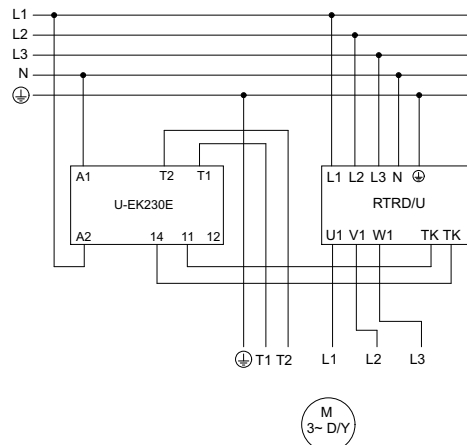 L1
L2
L3
N
A1 T2 T1
U-EK230E
A2 14 11 12
L1 L2 L3 N
RTRD/U
U1 V1 W1 TK TK
T1 T2 L1 L2 L3
M
3~ D/Y